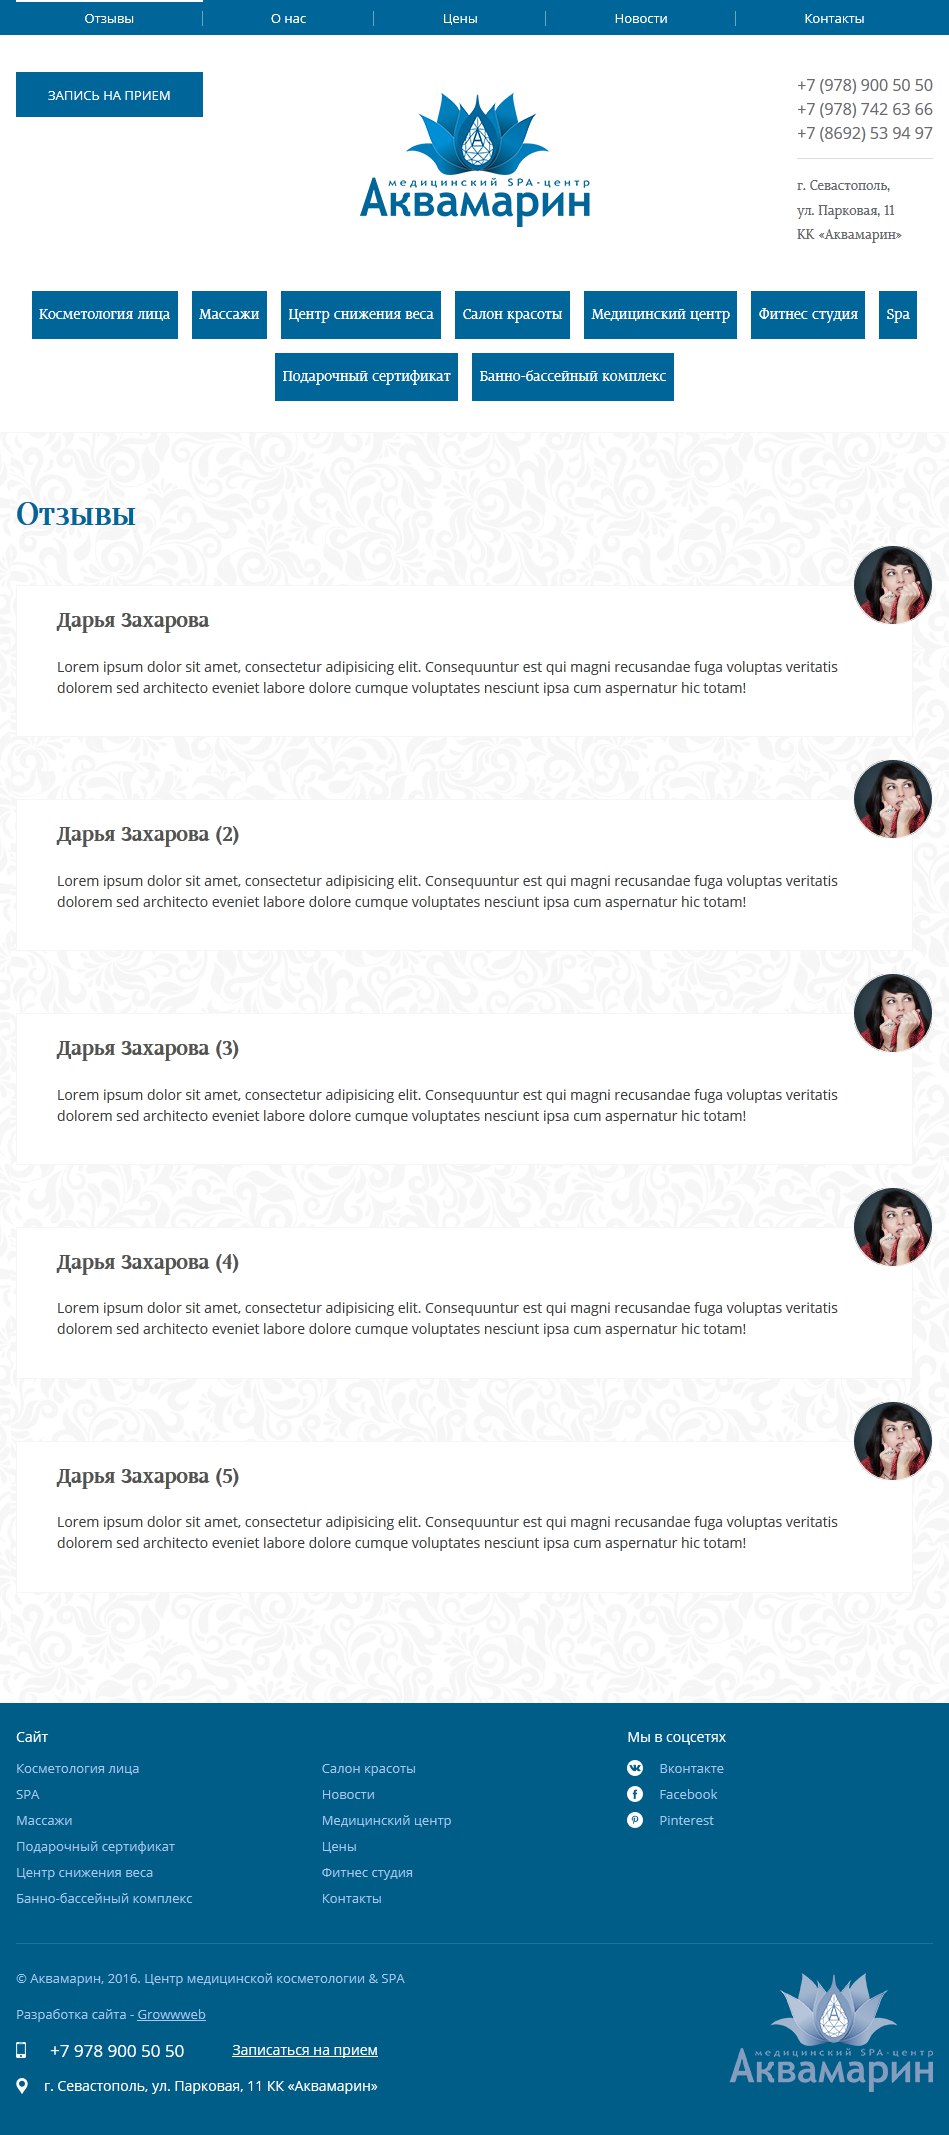 Отзывы
О нас
Цены
Новости
Контакты
ЗАПИСЬ НА ПРИЕМ
медицинский SPA-центр
Аквамарин
+7 (978) 900 50 50
+7 (978) 742 63 66
+7 (8692) 53 94 97
г. Севастополь,
ул. Парковая, 11
КК «Аквамарин»
Косметология лица
Массажи
Центр снижения веса
Салон красоты
Медицинский центр
Фитнес студия
Spa
Подарочный сертификат
Банно-бассейный комплекс
Отзывы
Дарья Захарова
Lorem ipsum dolor sit amet, consectetur adipisicing elit. Consequuntur est qui magni recusandae fuga voluptas veritatis
dolorem sed architecto eveniet labore dolore cumque voluptates nesciunt ipsa cum aspernatur hic totam!
Дарья Захарова (2)
Lorem ipsum dolor sit amet, consectetur adipisicing elit. Consequuntur est qui magni recusandae fuga voluptas veritatis
dolorem sed architecto eveniet labore dolore cumque voluptates nesciunt ipsa cum aspernatur hic totam!
Дарья Захарова (3)
Lorem ipsum dolor sit amet, consectetur adipisicing elit. Consequuntur est qui magni recusandae fuga voluptas veritatis
dolorem sed architecto eveniet labore dolore cumque voluptates nesciunt ipsa cum aspernatur hic totam!
Дарья Захарова (4)
Lorem ipsum dolor sit amet, consectetur adipisicing elit. Consequuntur est qui magni recusandae fuga voluptas veritatis
dolorem sed architecto eveniet labore dolore cumque voluptates nesciunt ipsa cum aspernatur hic totam!
Дарья Захарова (5)
Lorem ipsum dolor sit amet, consectetur adipisicing elit. Consequuntur est qui magni recusandae fuga voluptas veritatis
dolorem sed architecto eveniet labore dolore cumque voluptates nesciunt ipsa cum aspernatur hic totam!
Сайт
Косметология лица
SPA
Массажи
Подарочный сертификат
Центр снижения веса
Банно-бассейный комплекс
Салон красоты
Новости
Медицинский центр
Цены
Фитнес студия
Контакты
Мы в соцсетях
Вконтакте
Facebook
Pinterest
© Аквамарин, 2016. Центр медицинской косметологии & SPA
Разработка сайта - Growwweb
+7 978 900 50 50
Записаться на прием
г. Севастополь, ул. Парковая, 11 КК «Аквамарин»
медицинский SPA-центр
Аквамарин